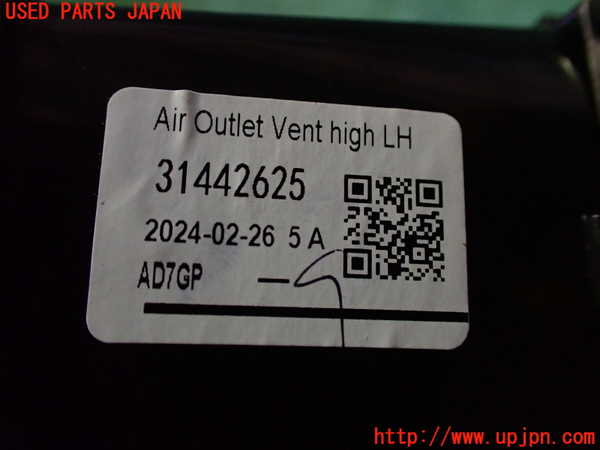 USED PARTS JAPAN
Air Outlet Vent high LH
31442625
2024-02-26 5 A
AD7GP
http://www.upjpn.com/